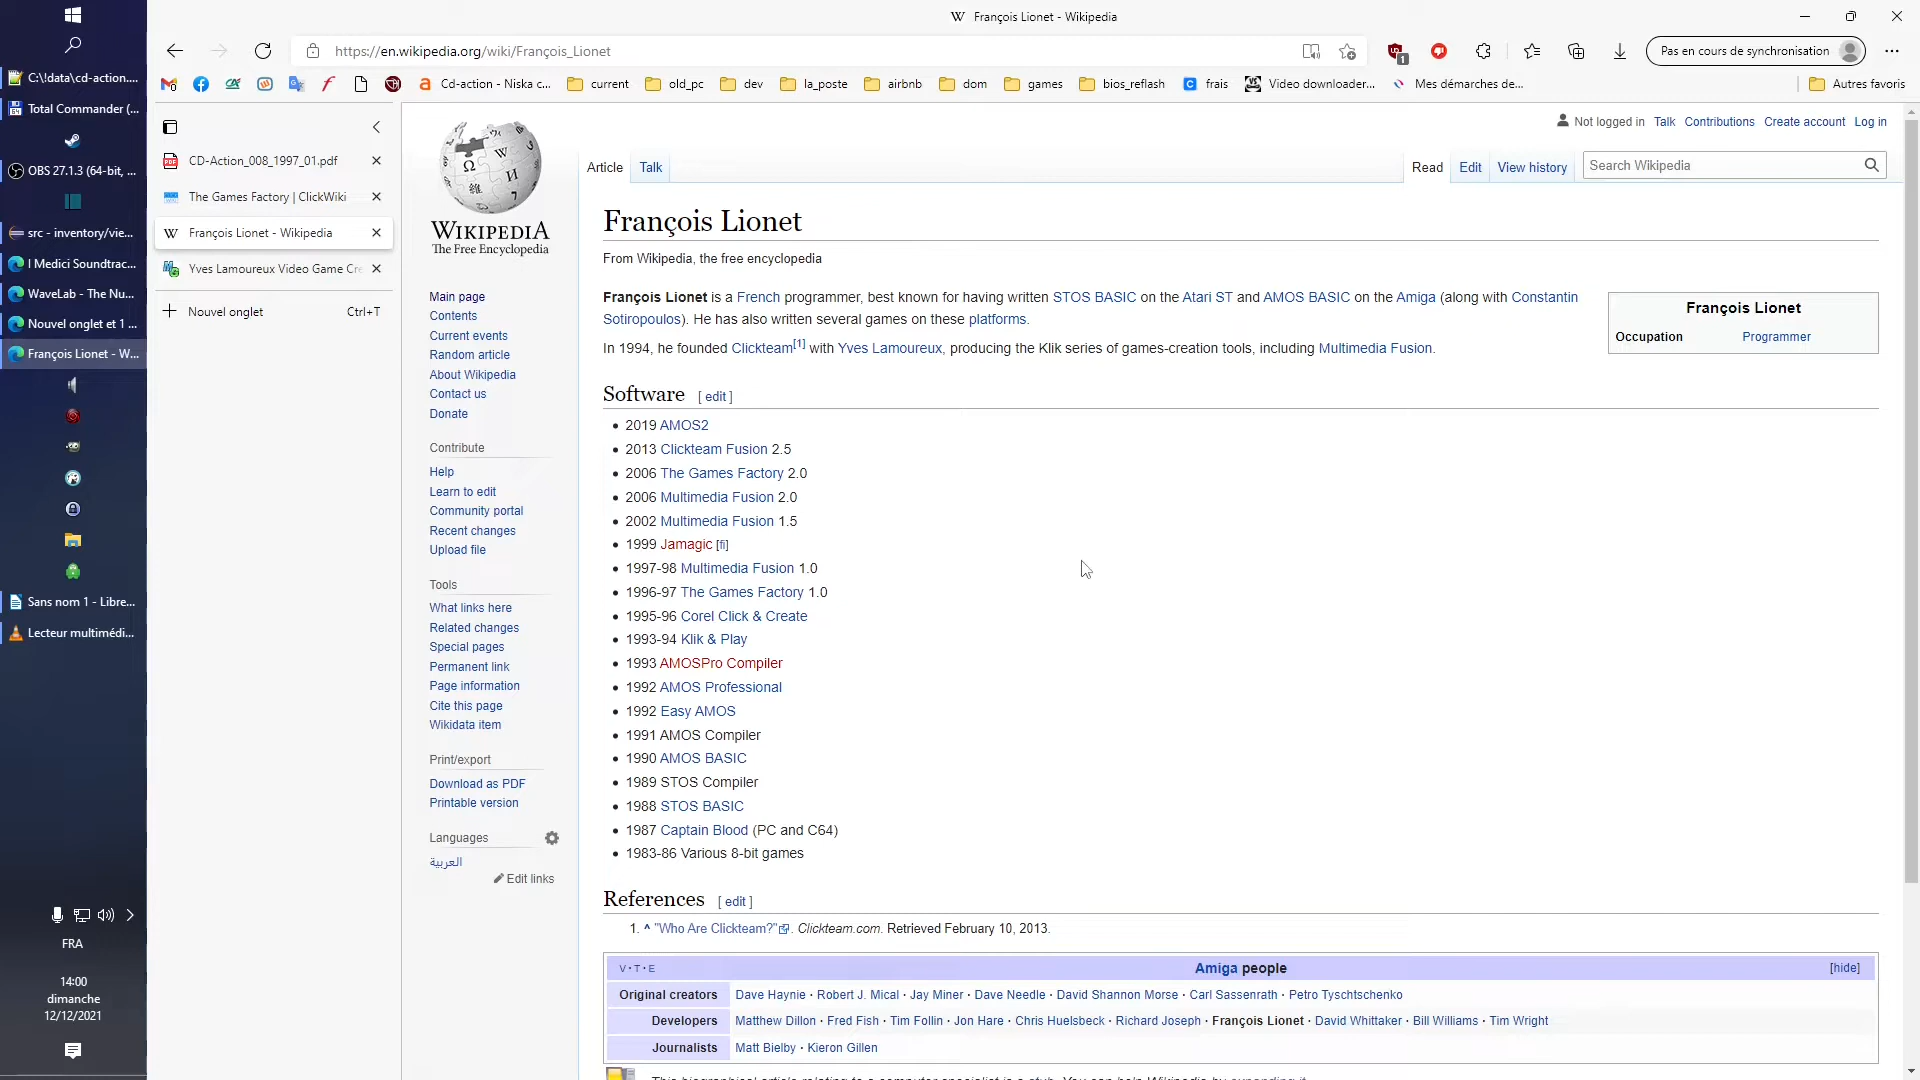 François Lionet - Wikipedia
https://en.wikipedia.org/wiki/François_Lionet
1
Pas en cours de synchronisation
Cd-action - Niska c...
current
old_pc
dev
la_poste
airbnb
dom
games
bios_reflash
frais
Video downloader...
Mes démarches de...
Autres favoris
C:\!data\cd-action....
Total Commander (...
OBS 27.1.3 (64-bit, ...
src - inventory/vie...
I Medici Soundtrac...
WaveLab - The Nu...
Nouvel onglet et 1 ...
François Lionet - W...
Sans nom 1 - Libre...
Lecteur multimédi...
FRA
14:00
dimanche
12/12/2021
CD-Action_008_1997_01.pdf
The Games Factory | ClickWiki
François Lionet - Wikipedia
Yves Lamoureux Video Game Cre
Nouvel onglet Ctrl+T
WIKIPEDIA
The Free Encyclopedia
Main page
Contents
Current events
Random article
About Wikipedia
Contact us
Donate
Contribute
Help
Learn to edit
Community portal
Recent changes
Upload file
Tools
What links here
Related changes
Special pages
Permanent link
Page information
Cite this page
Wikidata item
Print/export
Download as PDF
Printable version
Languages
العربية
Edit links
Not logged in Talk Contributions Create account Log in
Article Talk Read Edit View history Search Wikipedia
François Lionet
From Wikipedia, the free encyclopedia
François Lionet is a French programmer, best known for having written STOS BASIC on the Atari ST and AMOS BASIC on the Amiga (along with Constantin
Sotiropoulos). He has also written several games on these platforms.
In 1994, he founded Clickteam[1] with Yves Lamoureux, producing the Klik series of games-creation tools, including Multimedia Fusion.
François Lionet
Occupation Programmer
Software [ edit ]
• 2019 AMOS2
• 2013 Clickteam Fusion 2.5
• 2006 The Games Factory 2.0
• 2006 Multimedia Fusion 2.0
• 2002 Multimedia Fusion 1.5
• 1999 Jamagic [fi]
• 1997-98 Multimedia Fusion 1.0
• 1996-97 The Games Factory 1.0
• 1995-96 Corel Click & Create
• 1993-94 Klik & Play
• 1993 AMOSPro Compiler
• 1992 AMOS Professional
• 1992 Easy AMOS
• 1991 AMOS Compiler
• 1990 AMOS BASIC
• 1989 STOS Compiler
• 1988 STOS BASIC
• 1987 Captain Blood (PC and C64)
• 1983-86 Various 8-bit games
References [ edit ]
1. ^ "Who Are Clickteam?". Clickteam.com. Retrieved February 10, 2013.
V • T • E Amiga people [hide]
Original creators Dave Haynie • Robert J. Mical • Jay Miner • Dave Needle • David Shannon Morse • Carl Sassenrath • Petro Tyschtschenko
Developers Matthew Dillon • Fred Fish • Tim Follin • Jon Hare • Chris Huelsbeck • Richard Joseph • François Lionet • David Whittaker • Bill Williams • Tim Wright
Journalists Matt Bielby • Kieron Gillen
This biographical article relating to a computer specialist is a stub. You can help Wikipedia by expanding it.